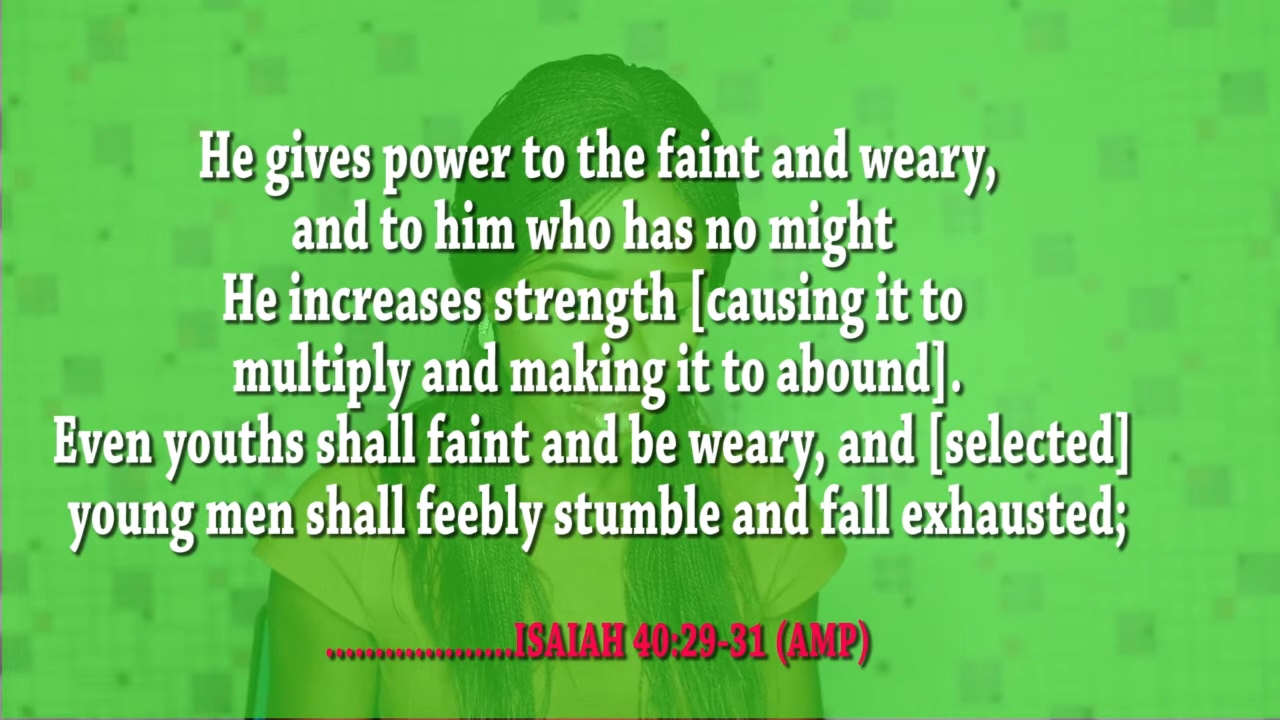 He gives power to the faint and weary,
and to him who has no might
He increases strength [causing it to
multiply and making it to abound].
Even youths shall faint and be weary, and [selected]
young men shall feebly stumble and fall exhausted;
...................ISAIAH 40:29-31 (AMP)